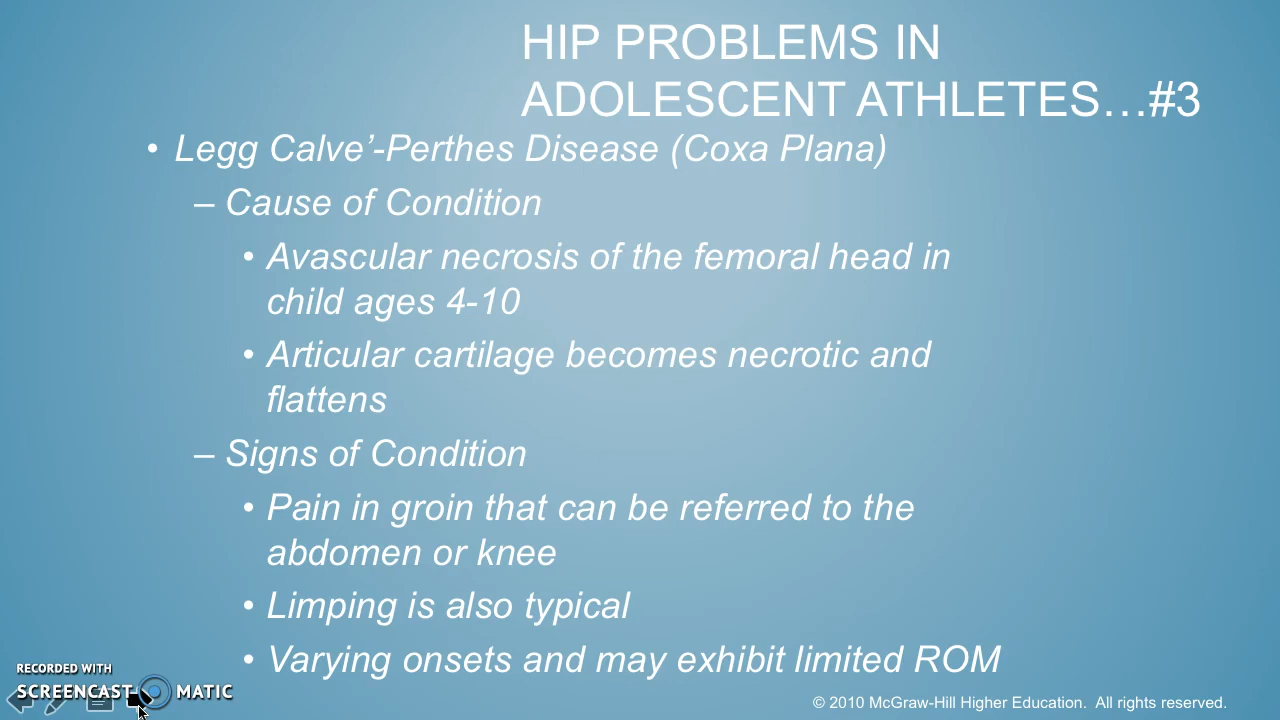 HIP PROBLEMS IN
ADOLESCENT ATHLETES…#3
• Legg Calve’-Perthes Disease (Coxa Plana)
– Cause of Condition
• Avascular necrosis of the femoral head in
child ages 4-10
• Articular cartilage becomes necrotic and
flattens
– Signs of Condition
• Pain in groin that can be referred to the
abdomen or knee
• Limping is also typical
• Varying onsets and may exhibit limited ROM
RECORDED WITH
SCREENCAST MATIC
© 2010 McGraw-Hill Higher Education. All rights reserved.